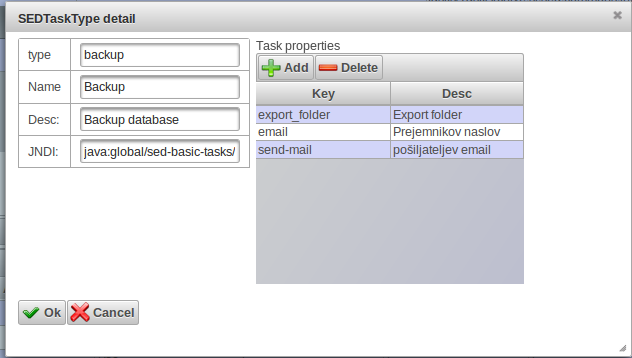 SEDTaskType detail
type backup
Name Backup
Desc: Backup database
JNDI: java:global/sed-basic-tasks/
Task properties
Add Delete
Key Desc
export_folder Export folder
email Prejemnikov naslov
send-mail pošiljateljev email
Ok Cancel